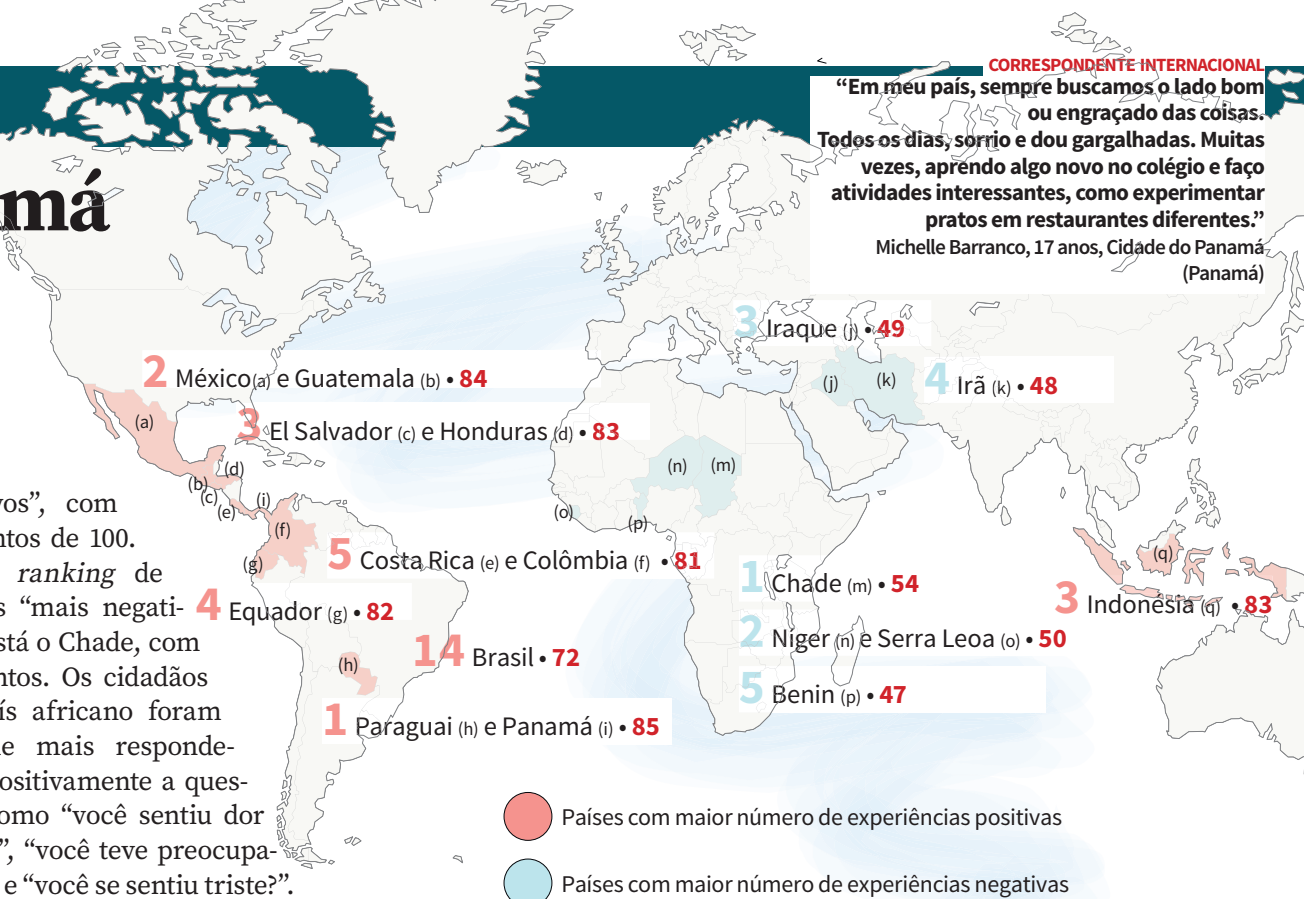 CORRESPONDENTE INTERNACIONAL
“Em meu país, sempre buscamos o lado bom
ou engraçado das coisas.
Todos os dias, sorrio e dou gargalhadas. Muitas
vezes, aprendo algo novo no colégio e faço
atividades interessantes, como experimentar
pratos em restaurantes diferentes.”
Michelle Barranco, 17 anos, Cidade do Panamá
(Panamá)
má
3 Iraque (j) • 49
4 Irã (k) • 48
(j)
(k)
2 México(a) e Guatemala (b) • 84
3 El Salvador (c) e Honduras (d) • 83
(a)
(b)
(c)
(d)
(e)
(i)
(f)
(g)
(n)
(m)
(o)
(p)
(q)
5 Costa Rica (e) e Colômbia (f) • 81
4 Equador (g) • 82
14 Brasil • 72
(h)
1 Paraguai (h) e Panamá (i) • 85
1 Chade (m) • 54
2 Níger (n) e Serra Leoa (o) • 50
5 Benin (p) • 47
3 Indonésia (q) • 83
vos”, com
ntos de 100.
ranking de
s “mais negati-
stá o Chade, com
ntos. Os cidadãos
ís africano foram
e mais responde-
ositivamente a ques-
omo “você sentiu dor
”, “você teve preocupa-
e “você se sentiu triste?”.
Países com maior número de experiências positivas
Países com maior número de experiências negativas